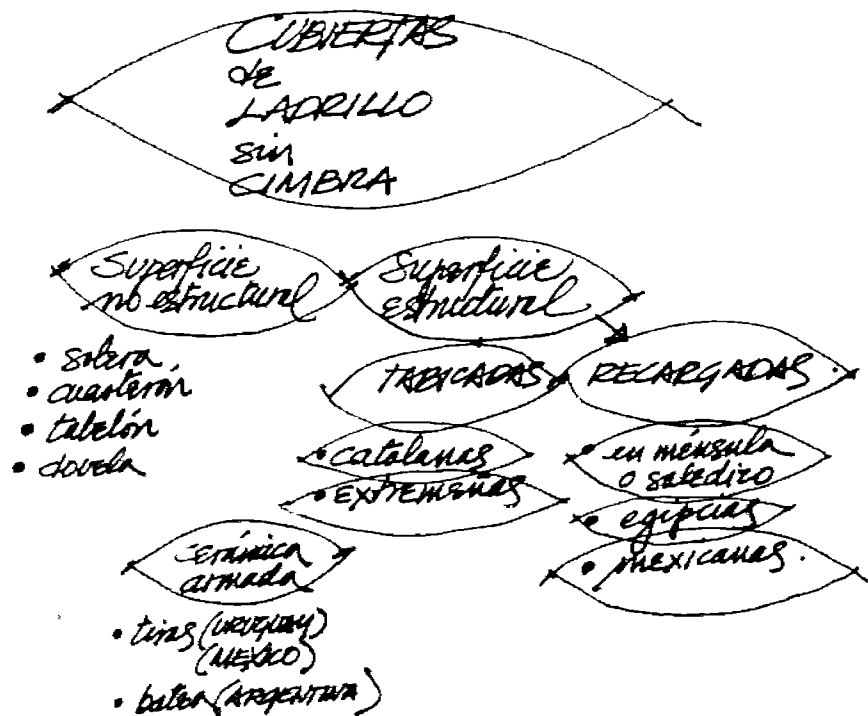 CUBIERTAS
de
LADRILLO
sin
CIMBRA
Superficie
no estructural
• solera
• cuarterón
• tabelón
• dovela
Superficie
estructural
TABICADAS
• catalanas
• EXTREMEÑAS
RECARGADAS.
• en ménsula
o saledizo
• egipcias
• mexicanas.
cerámica
armada
• tiras (URUGUAY)
(MEXICO)
• batea (ARGENTINA)